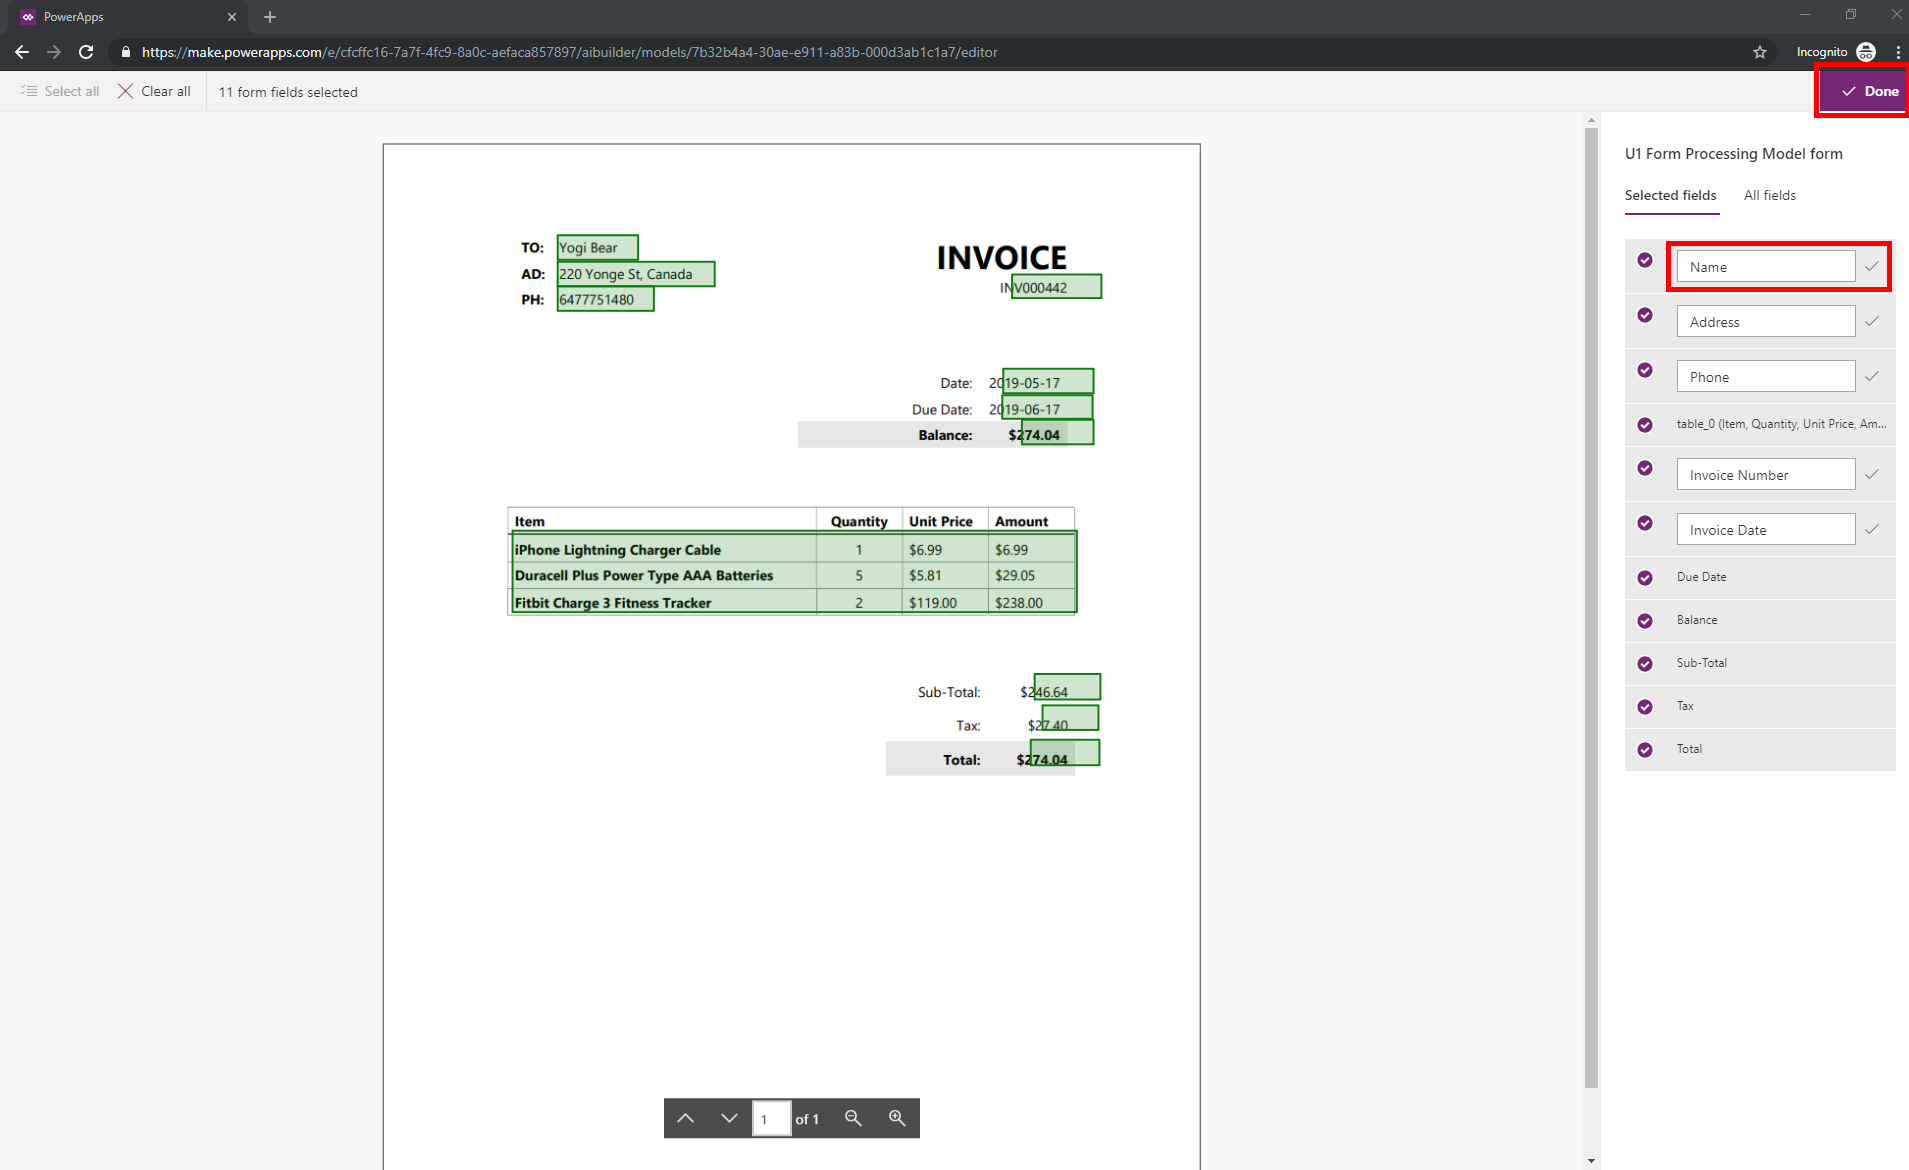 PowerApps
https://make.powerapps.com/e/cfcffc16-7a7f-4fc9-8a0c-aefaca857897/aibuilder/models/7b32b4a4-30ae-e911-a83b-000d3ab1c1a7/editor
Incognito
Select all
Clear all
11 form fields selected
Done
TO: Yogi Bear
AD: 220 Yonge St, Canada
PH: 6477751480
INVOICE
INV000442
Date: 2019-05-17
Due Date: 2019-06-17
Balance: $274.04
Item Quantity Unit Price Amount
iPhone Lightning Charger Cable 1 $6.99 $6.99
Duracell Plus Power Type AAA Batteries 5 $5.81 $29.05
Fitbit Charge 3 Fitness Tracker 2 $119.00 $238.00
Sub-Total: $246.64
Tax: $27.40
Total: $274.04
1 of 1
U1 Form Processing Model form
Selected fields All fields
Name
Address
Phone
table_0 (Item, Quantity, Unit Price, Am...
Invoice Number
Invoice Date
Due Date
Balance
Sub-Total
Tax
Total